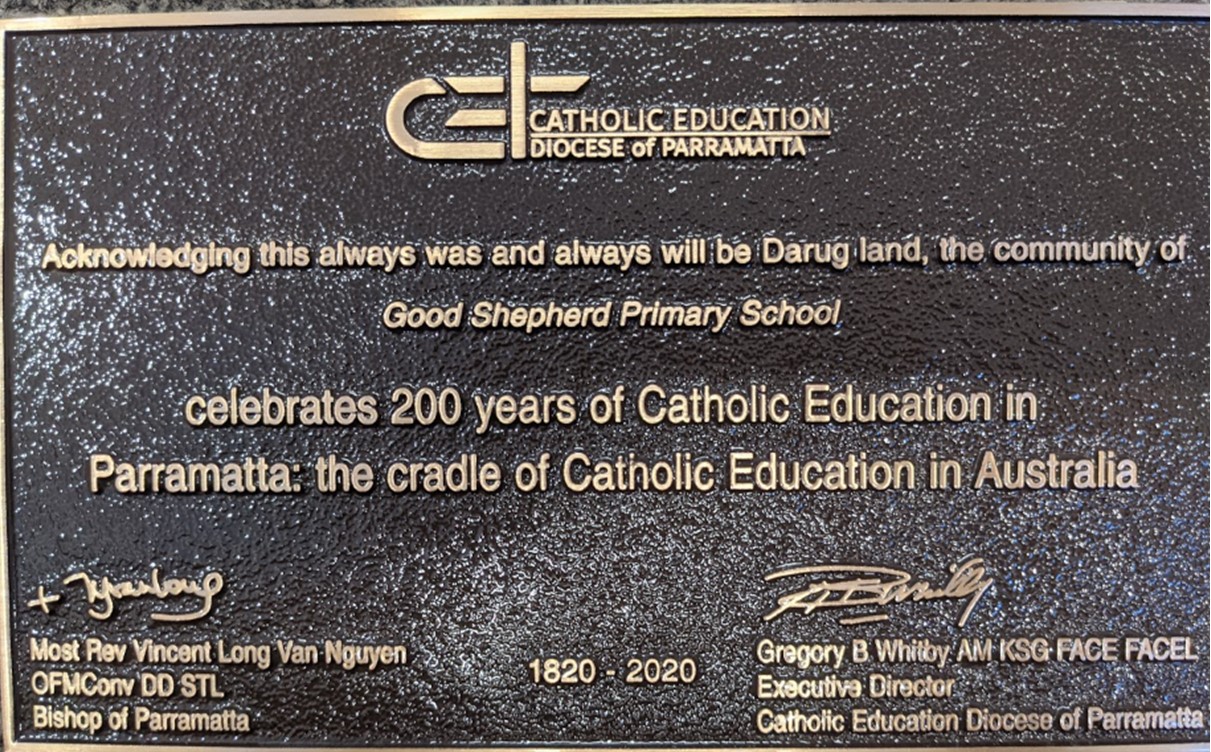 CET CATHOLIC EDUCATION
DIOCESE of PARRAMATTA
Acknowledging this always was and always will be Darug land, the community of
Good Shepherd Primary School
celebrates 200 years of Catholic Education in
Parramatta: the cradle of Catholic Education in Australia
Most Rev Vincent Long Van Nguyen
OFMConv DD STL
Bishop of Parramatta
1820 - 2020
Gregory B Whitby AM KSG FACE FACEL
Executive Director
Catholic Education Diocese of Parramatta